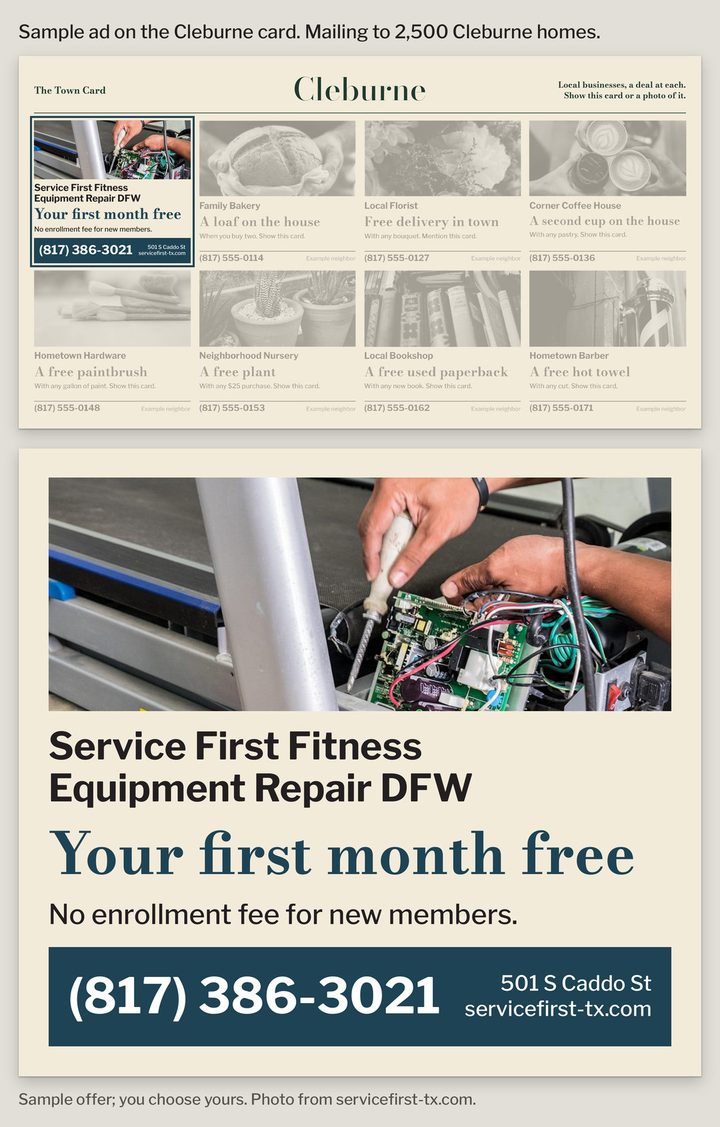 Sample ad on the Cleburne card. Mailing to 2,500 Cleburne homes.
The Town Card
Cleburne
Local businesses, a deal at each.
Show this card or a photo of it.
Service First Fitness
Equipment Repair DFW
Your first month free
No enrollment fee for new members.
(817) 386-3021
501 S Caddo St
servicefirst-tx.com
Family Bakery
A loaf on the house
When you buy two. Show this card.
(817) 555-0114
Example neighbor
Local Florist
Free delivery in town
With any bouquet. Mention this card.
(817) 555-0127
Example neighbor
Corner Coffee House
A second cup on the house
With any pastry. Show this card.
(817) 555-0136
Example neighbor
Hometown Hardware
A free paintbrush
With any gallon of paint. Show this card.
(817) 555-0148
Example neighbor
Neighborhood Nursery
A free plant
With any $25 purchase. Show this card.
(817) 555-0153
Example neighbor
Local Bookshop
A free used paperback
With any new book. Show this card.
(817) 555-0162
Example neighbor
Hometown Barber
A free hot towel
With any cut. Show this card.
(817) 555-0171
Example neighbor
Service First Fitness
Equipment Repair DFW
Your first month free
No enrollment fee for new members.
(817) 386-3021
501 S Caddo St
servicefirst-tx.com
Sample offer; you choose yours. Photo from servicefirst-tx.com.